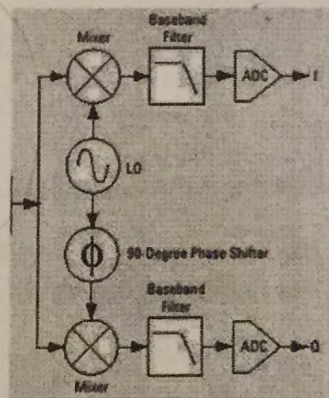 Mixer
Baseband
Filter
ADC
I
LO
ϕ
90-Degree Phase Shifter
Baseband
Filter
ADC
Q
Mixer